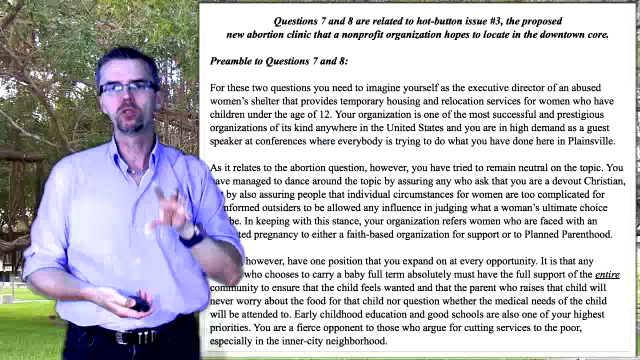 Questions 7 and 8 are related to hot-button issue #3, the proposed
new abortion clinic that a nonprofit organization hopes to locate in the downtown core.
Preamble to Questions 7 and 8:
For these two questions you need to imagine yourself as the executive director of an abused
women's shelter that provides temporary housing and relocation services for women who have
children under the age of 12. Your organization is one of the most successful and prestigious
organizations of its kind anywhere in the United States and you are in high demand as a guest
speaker at conferences where everybody is trying to do what you have done here in Plainsville.
As it relates to the abortion question, however, you have tried to remain neutral on the topic. You
have managed to dance around the topic by assuring any who ask that you are a devout Christian,
by also assuring people that individual circumstances for women are too complicated for
informed outsiders to be allowed any influence in judging what a woman's ultimate choice
be. In keeping with this stance, your organization refers women who are faced with an
pregnancy to either a faith-based organization for support or to Planned Parenthood.
however, have one position that you expand on at every opportunity. It is that any
who chooses to carry a baby full term absolutely must have the full support of the entire
community to ensure that the child feels wanted and that the parent who raises that child will
never worry about the food for that child nor question whether the medical needs of the child
will be attended to. Early childhood education and good schools are also one of your highest
priorities. You are a fierce opponent to those who argue for cutting services to the poor,
especially in the inner-city neighborhood.